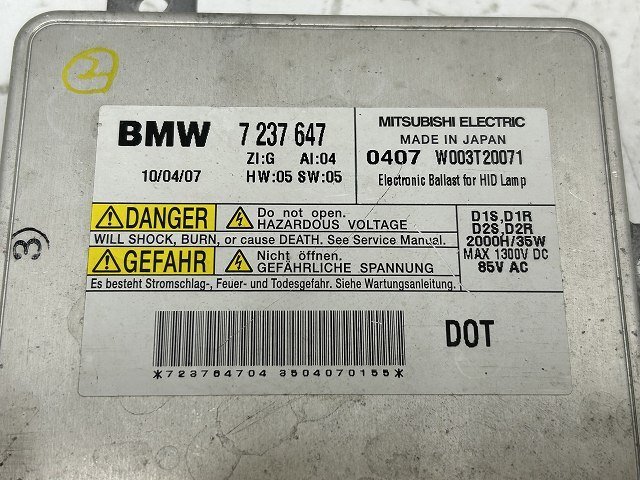 2
3)
BMW 7 237 647
ZI:G AI:04
10/04/07 HW:05 SW:05
MITSUBISHI ELECTRIC
MADE IN JAPAN
0407 W003T20071
Electronic Ballast for HID Lamp
DANGER Do not open.
HAZARDOUS VOLTAGE
WILL SHOCK, BURN, or cause DEATH. See Service Manual.
GEFAHR Nicht öffnen.
GEFÄHRLICHE SPANNUNG
Es besteht Stromschlag-, Feuer- und Todesgefahr. Siehe Wartungsanleitung.
D1S,D1R
D2S,D2R
2000H/35W
MAX 1300V DC
85V AC
DOT
*723764704 3504070155*